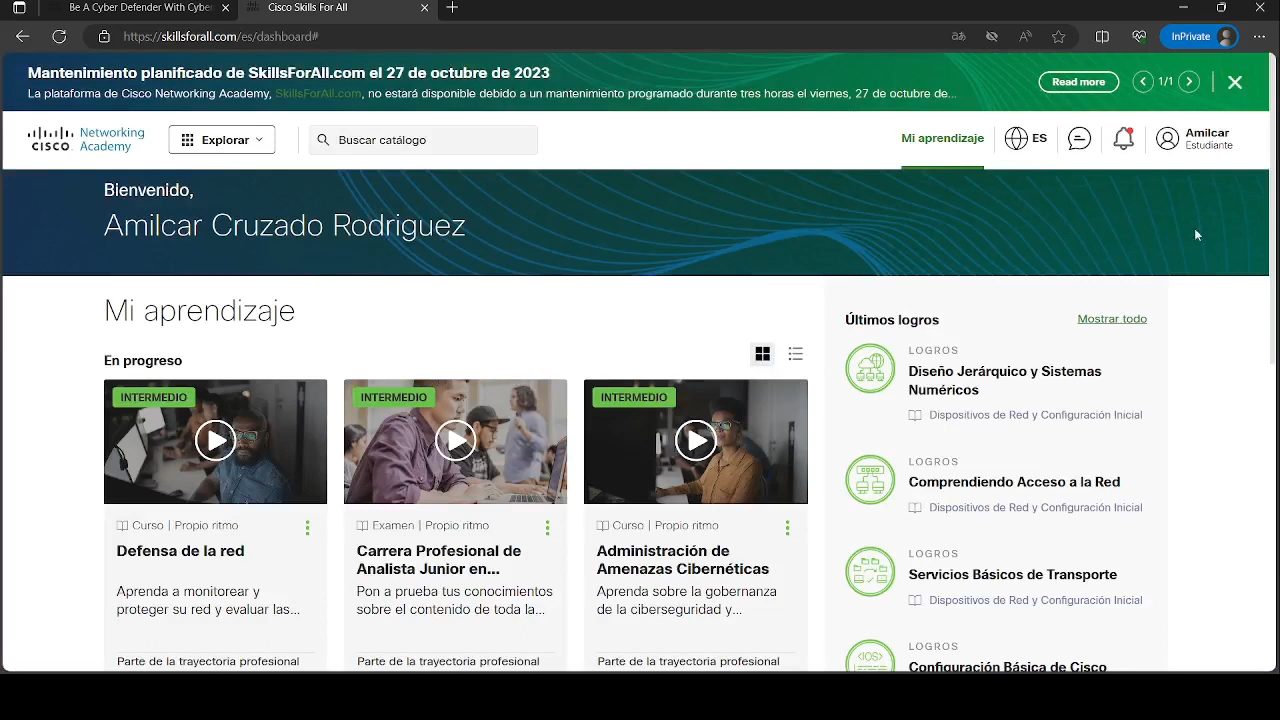 Be A Cyber Defender With Cyber
Cisco Skills For All
https://skillsforall.com/es/dashboard#
InPrivate
Mantenimiento planificado de SkillsForAll.com el 27 de octubre de 2023
La plataforma de Cisco Networking Academy, SkillsForAll.com, no estará disponible debido a un mantenimiento programado durante tres horas el viernes, 27 de octubre de...
Read more
1/1
CISCO Networking Academy
Explorar
Buscar catálogo
Mi aprendizaje
ES
Amilcar
Estudiante
Bienvenido,
Amilcar Cruzado Rodriguez
Mi aprendizaje
En progreso
INTERMEDIO
Curso | Propio ritmo
Defensa de la red
Aprenda a monitorear y
proteger su red y evaluar las...
Parte de la trayectoria profesional
INTERMEDIO
Examen | Propio ritmo
Carrera Profesional de
Analista Junior en...
Pon a prueba tus conocimientos
sobre el contenido de toda la...
Parte de la trayectoria profesional
INTERMEDIO
Curso | Propio ritmo
Administración de
Amenazas Cibernéticas
Aprenda sobre la gobernanza
de la ciberseguridad y...
Parte de la trayectoria profesional
Últimos logros
Mostrar todo
LOGROS
Diseño Jerárquico y Sistemas
Numéricos
Dispositivos de Red y Configuración Inicial
LOGROS
Comprendiendo Acceso a la Red
Dispositivos de Red y Configuración Inicial
LOGROS
Servicios Básicos de Transporte
Dispositivos de Red y Configuración Inicial
LOGROS
<IOS>
Configuración Básica de Cisco